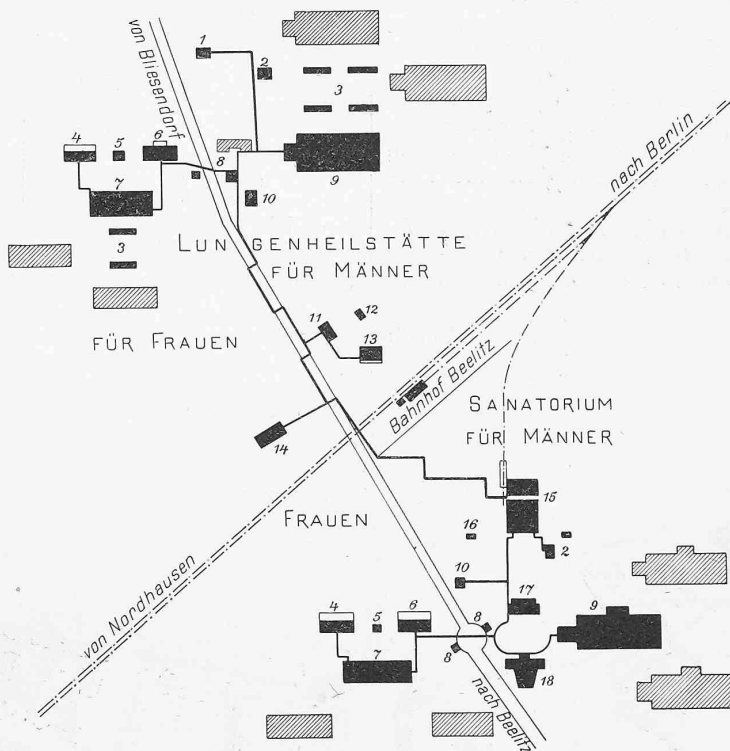 von Bliesendorf
1
2
3
nach Berlin
4
5
6
8
9
7
10
3
LUNGENHEILSTÄTTE
FÜR MÄNNER
12
11
13
FÜR FRAUEN
Bahnhof Beelitz
SANATORIUM
FÜR MÄNNER
14
15
FRAUEN
16
2
von Nordhausen
10
17
4
5
6
8
9
7
8
18
nach Beelitz